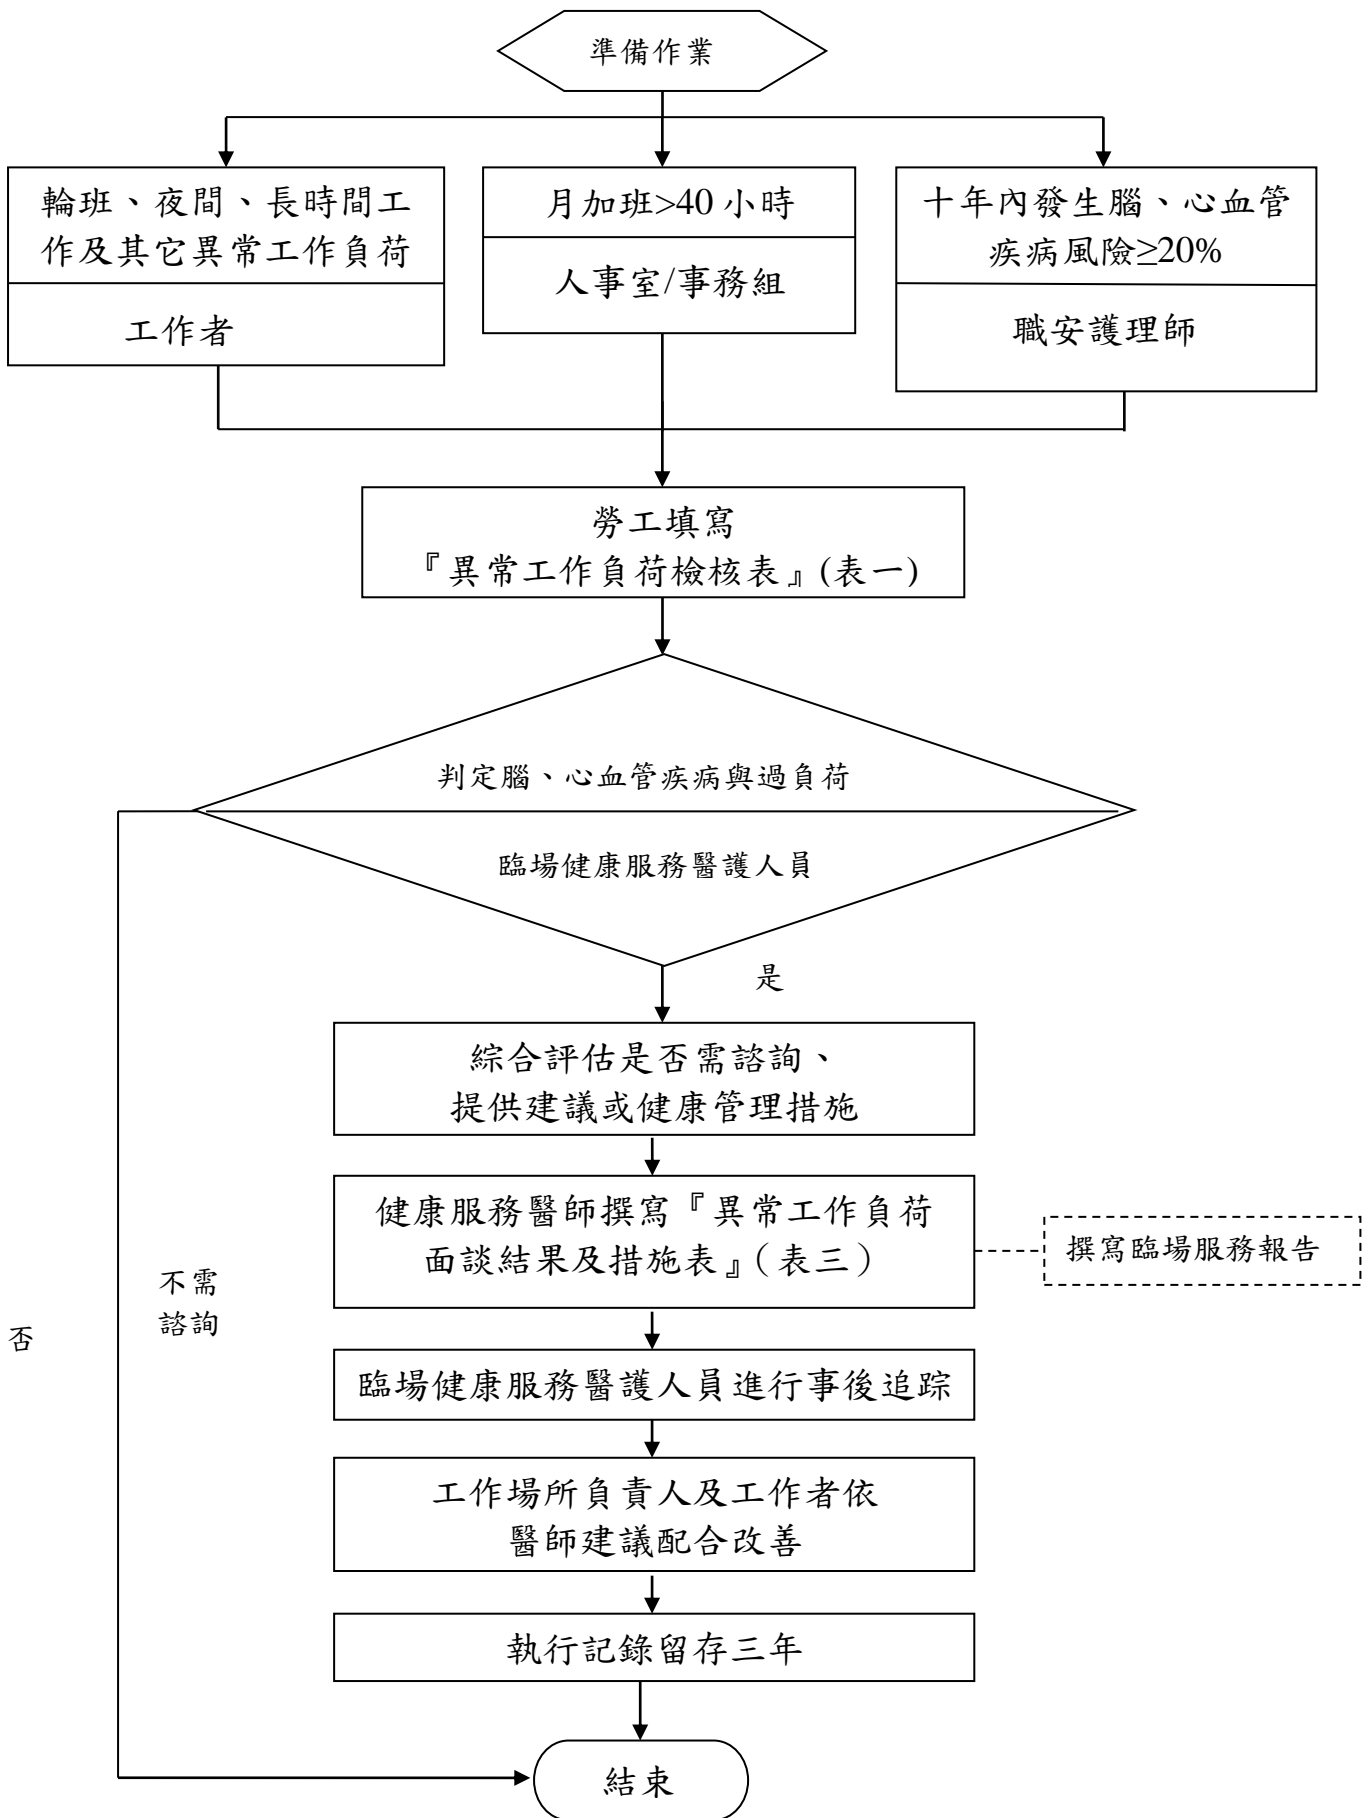 準備作業
輪班、夜間、長時間工
作及其它異常工作負荷
工作者
月加班>40 小時
人事室/事務組
十年內發生腦、心血管
疾病風險≥20%
職安護理師
勞工填寫
『異常工作負荷檢核表』(表一)
判定腦、心血管疾病與過負荷
臨場健康服務醫護人員
是
綜合評估是否需諮詢、
提供建議或健康管理措施
健康服務醫師撰寫『異常工作負荷
面談結果及措施表』（表三）
撰寫臨場服務報告
不需
諮詢
否
臨場健康服務醫護人員進行事後追踪
工作場所負責人及工作者依
醫師建議配合改善
執行記錄留存三年
結束